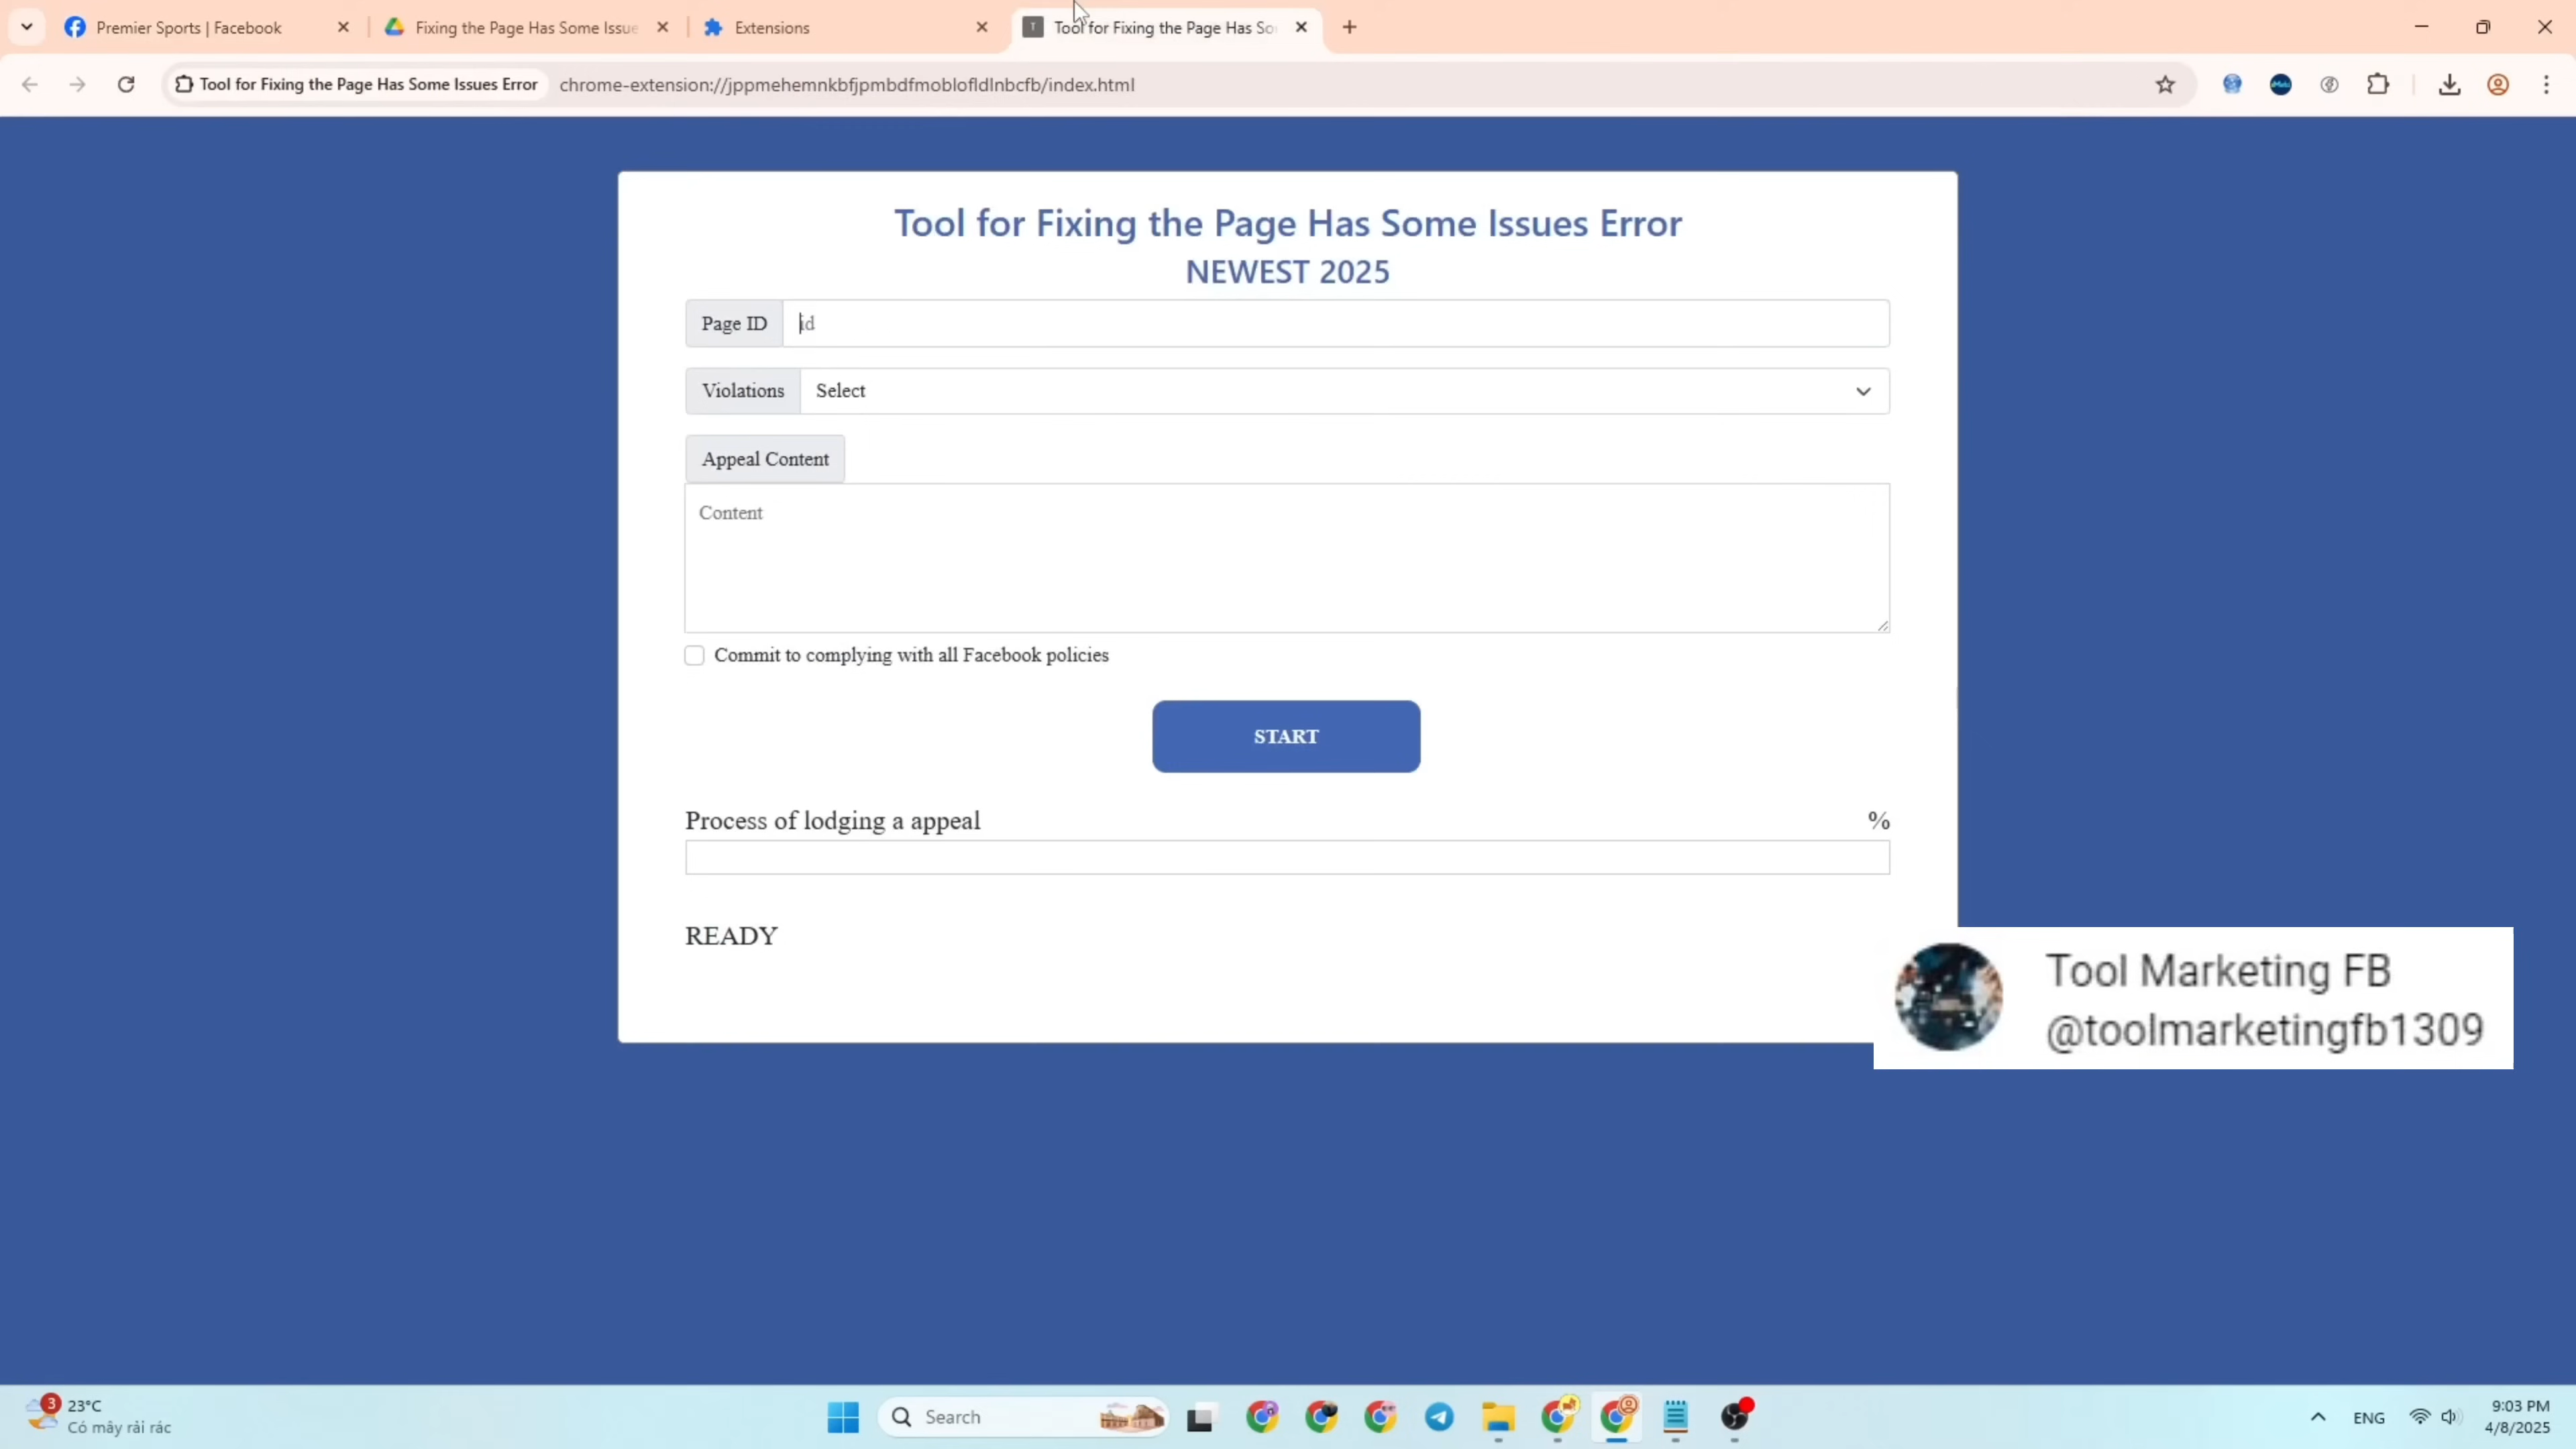 Premier Sports | Facebook
Fixing the Page Has Some Issue
Extensions
Tool for Fixing the Page Has So
Tool for Fixing the Page Has Some Issues Error
chrome-extension://jppmehemnkbfjpmbdfmoblofldlnbcfb/index.html
Tool for Fixing the Page Has Some Issues Error
NEWEST 2025
Page ID
id
Violations
Select
Appeal Content
Content
Commit to complying with all Facebook policies
START
Process of lodging a appeal
%
READY
Tool Marketing FB
@toolmarketingfb1309
3
23°C
Có mây rải rác
Search
ENG
9:03 PM
4/8/2025